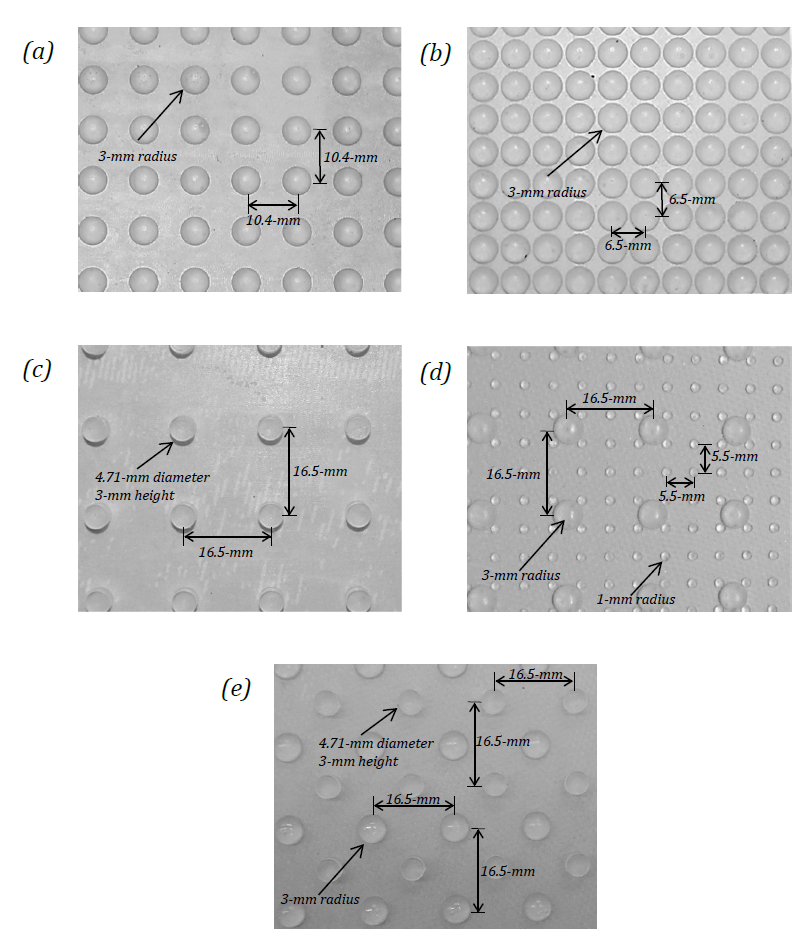 (a)
3-mm radius
10.4-mm
10.4-mm
(b)
3-mm radius
6.5-mm
6.5-mm
(c)
4.71-mm diameter
3-mm height
16.5-mm
16.5-mm
(d)
16.5-mm
16.5-mm
5.5-mm
5.5-mm
3-mm radius
1-mm radius
(e)
16.5-mm
4.71-mm diameter
3-mm height
16.5-mm
16.5-mm
16.5-mm
3-mm radius